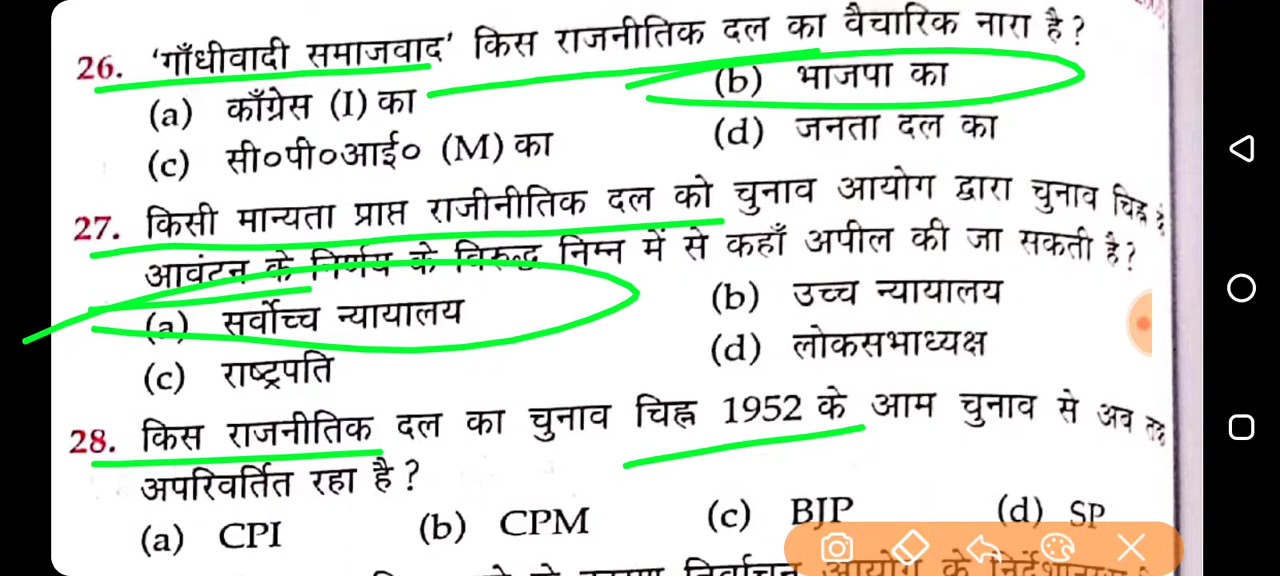 26. 'गाँधीवादी समाजवाद' किस राजनीतिक दल का वैचारिक नारा है?
(a) काँग्रेस (I) का (b) भाजपा का
(c) सी०पी०आई० (M) का (d) जनता दल का
27. किसी मान्यता प्राप्त राजीनीतिक दल को चुनाव आयोग द्वारा चुनाव चिह्न
आवंटन के निर्णय के विरुद्ध निम्न में से कहाँ अपील की जा सकती है?
(a) सर्वोच्च न्यायालय (b) उच्च न्यायालय
(c) राष्ट्रपति (d) लोकसभाध्यक्ष
28. किस राजनीतिक दल का चुनाव चिह्न 1952 के आम चुनाव से अब तक
अपरिवर्तित रहा है?
(a) CPI (b) CPM (c) BJP (d) SP
निर्वाचन आयोग के